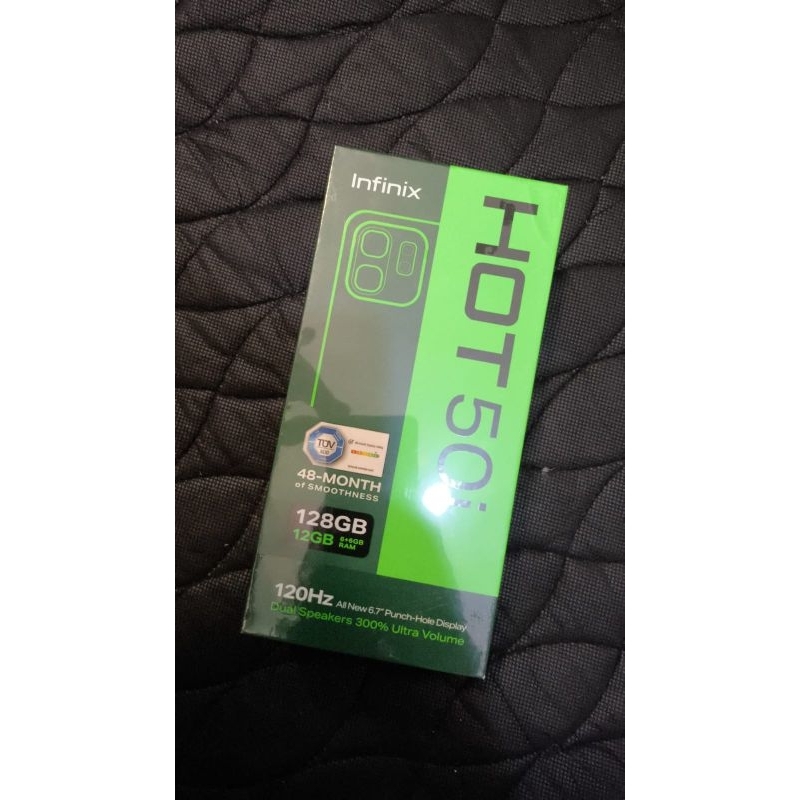 Infinix
HOT 50i
TÜV
48-MONTH
of SMOOTHNESS
128GB
12GB 6+6GB
RAM
120Hz All New 6.7" Punch-Hole Display
Dual Speakers 300% Ultra Volume